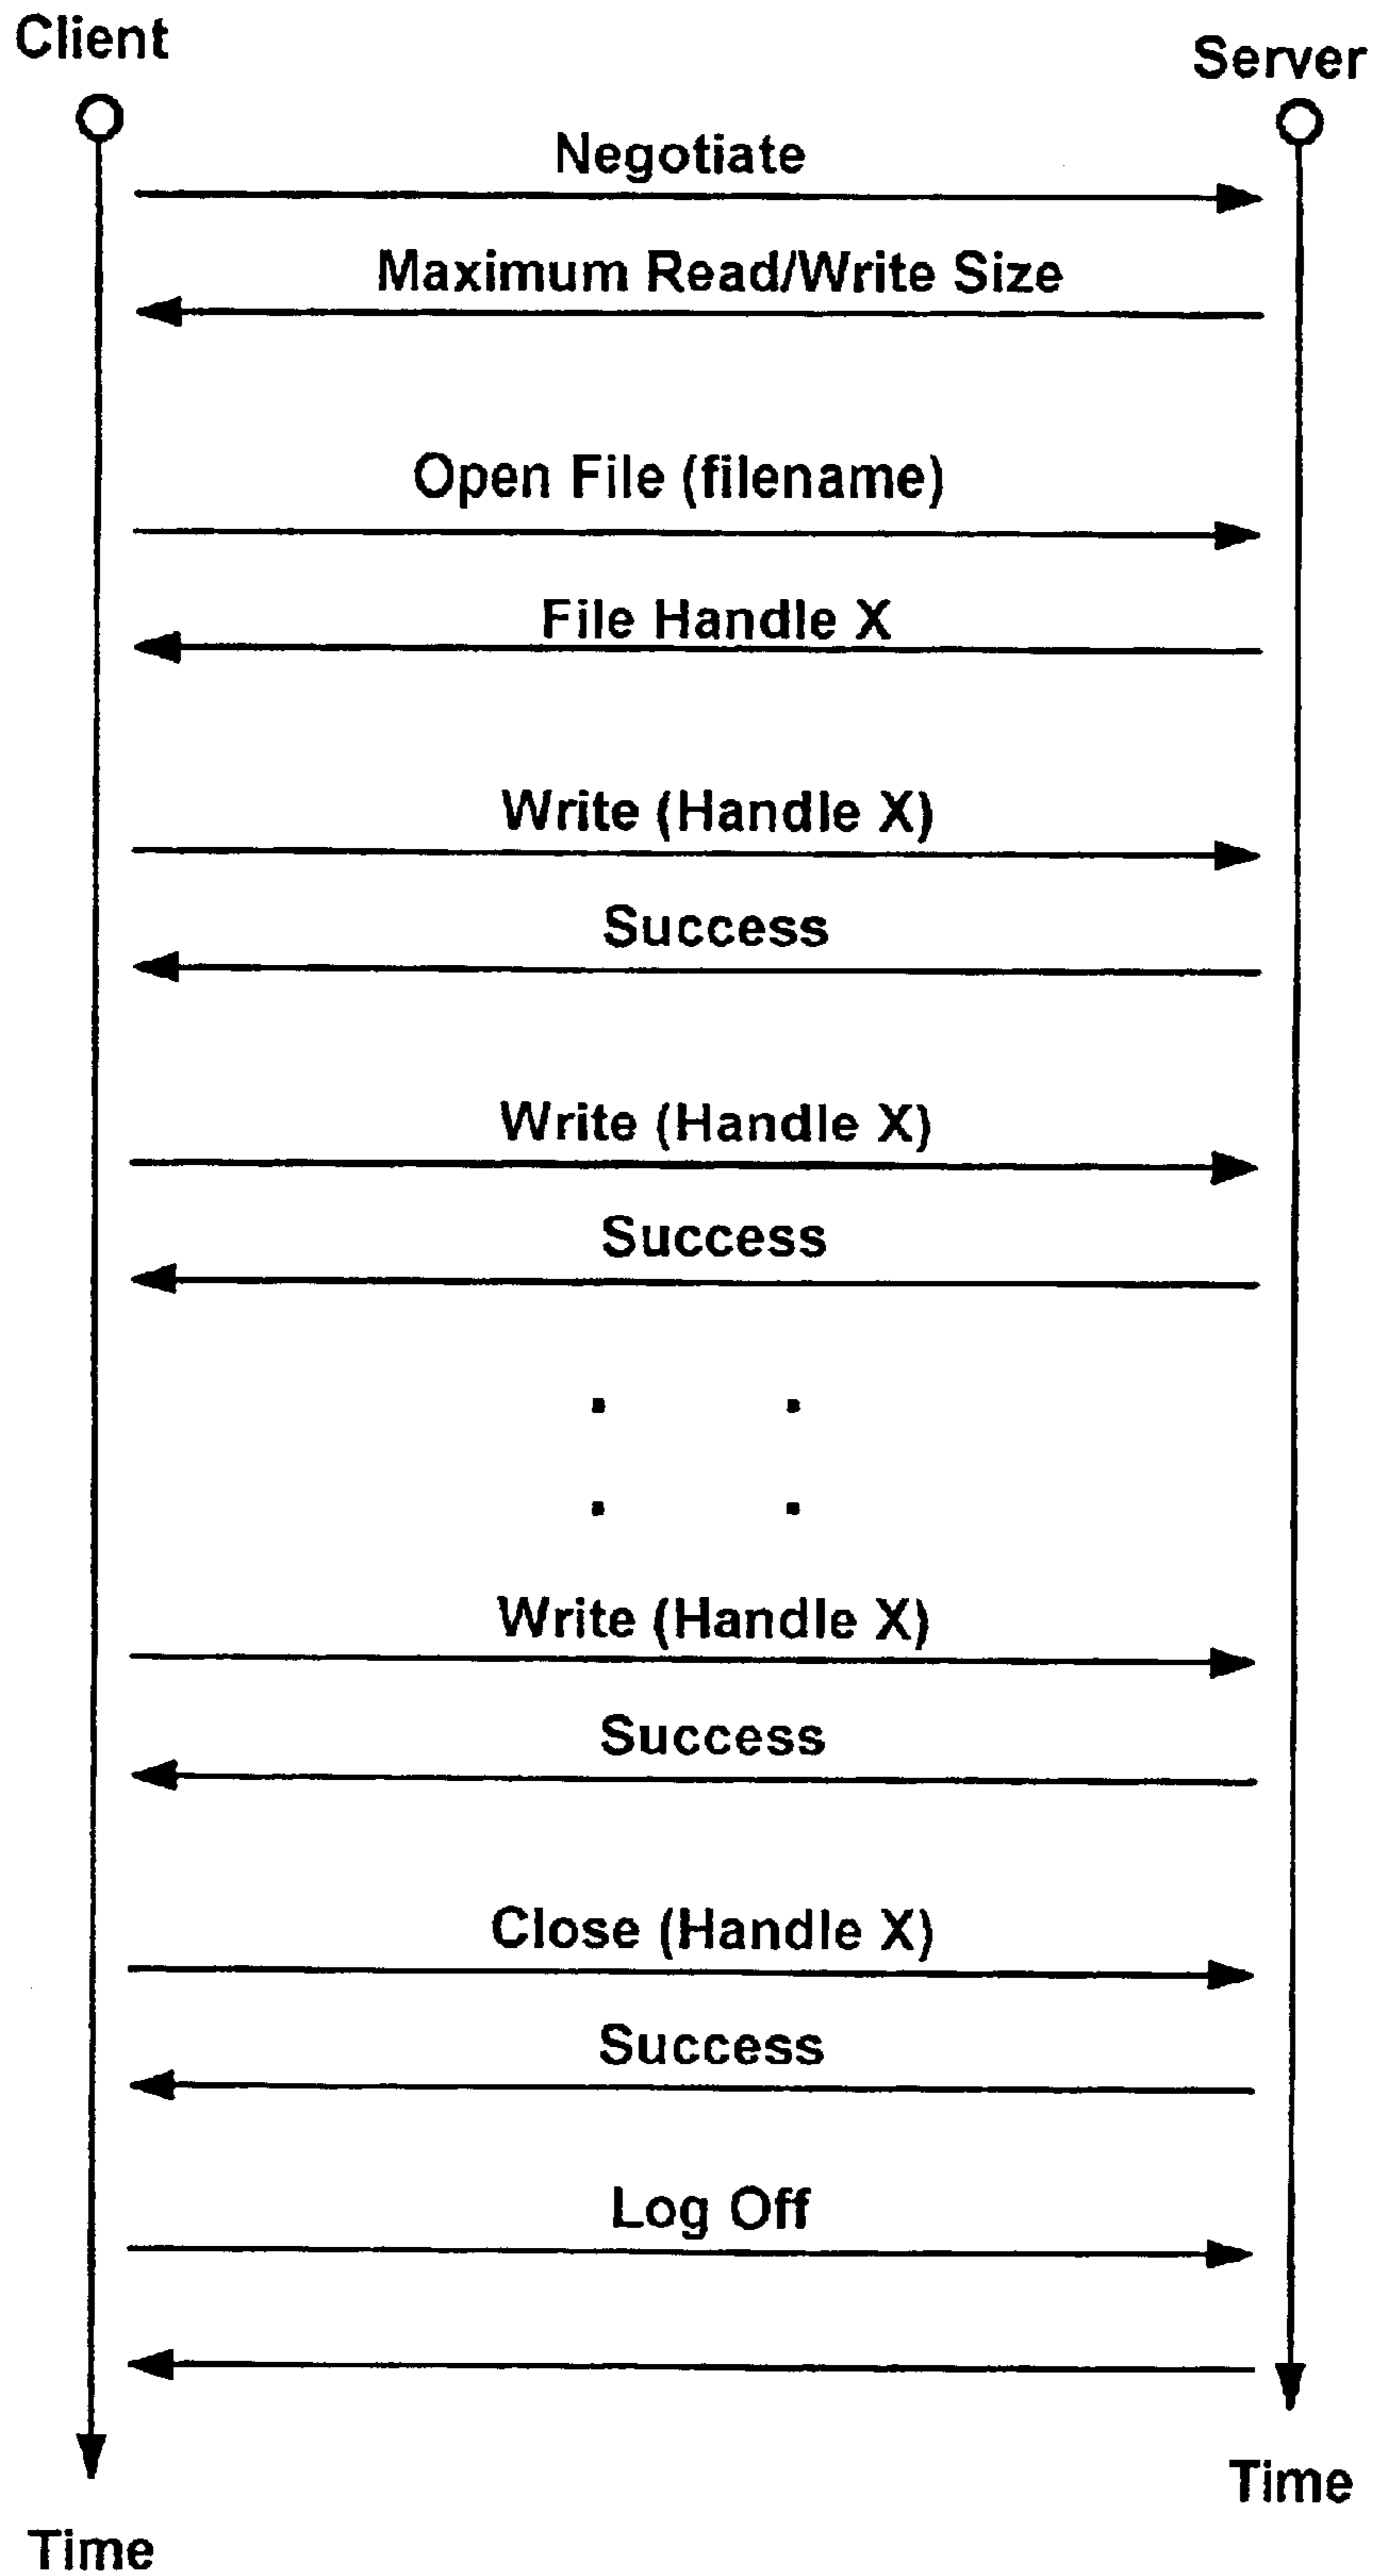 Client
Server
Negotiate
Maximum Read/Write Size
Open File (filename)
File Handle X
Write (Handle X)
Success
Write (Handle X)
Success
Write (Handle X)
Success
Close (Handle X)
Success
Log Off
Time
Time